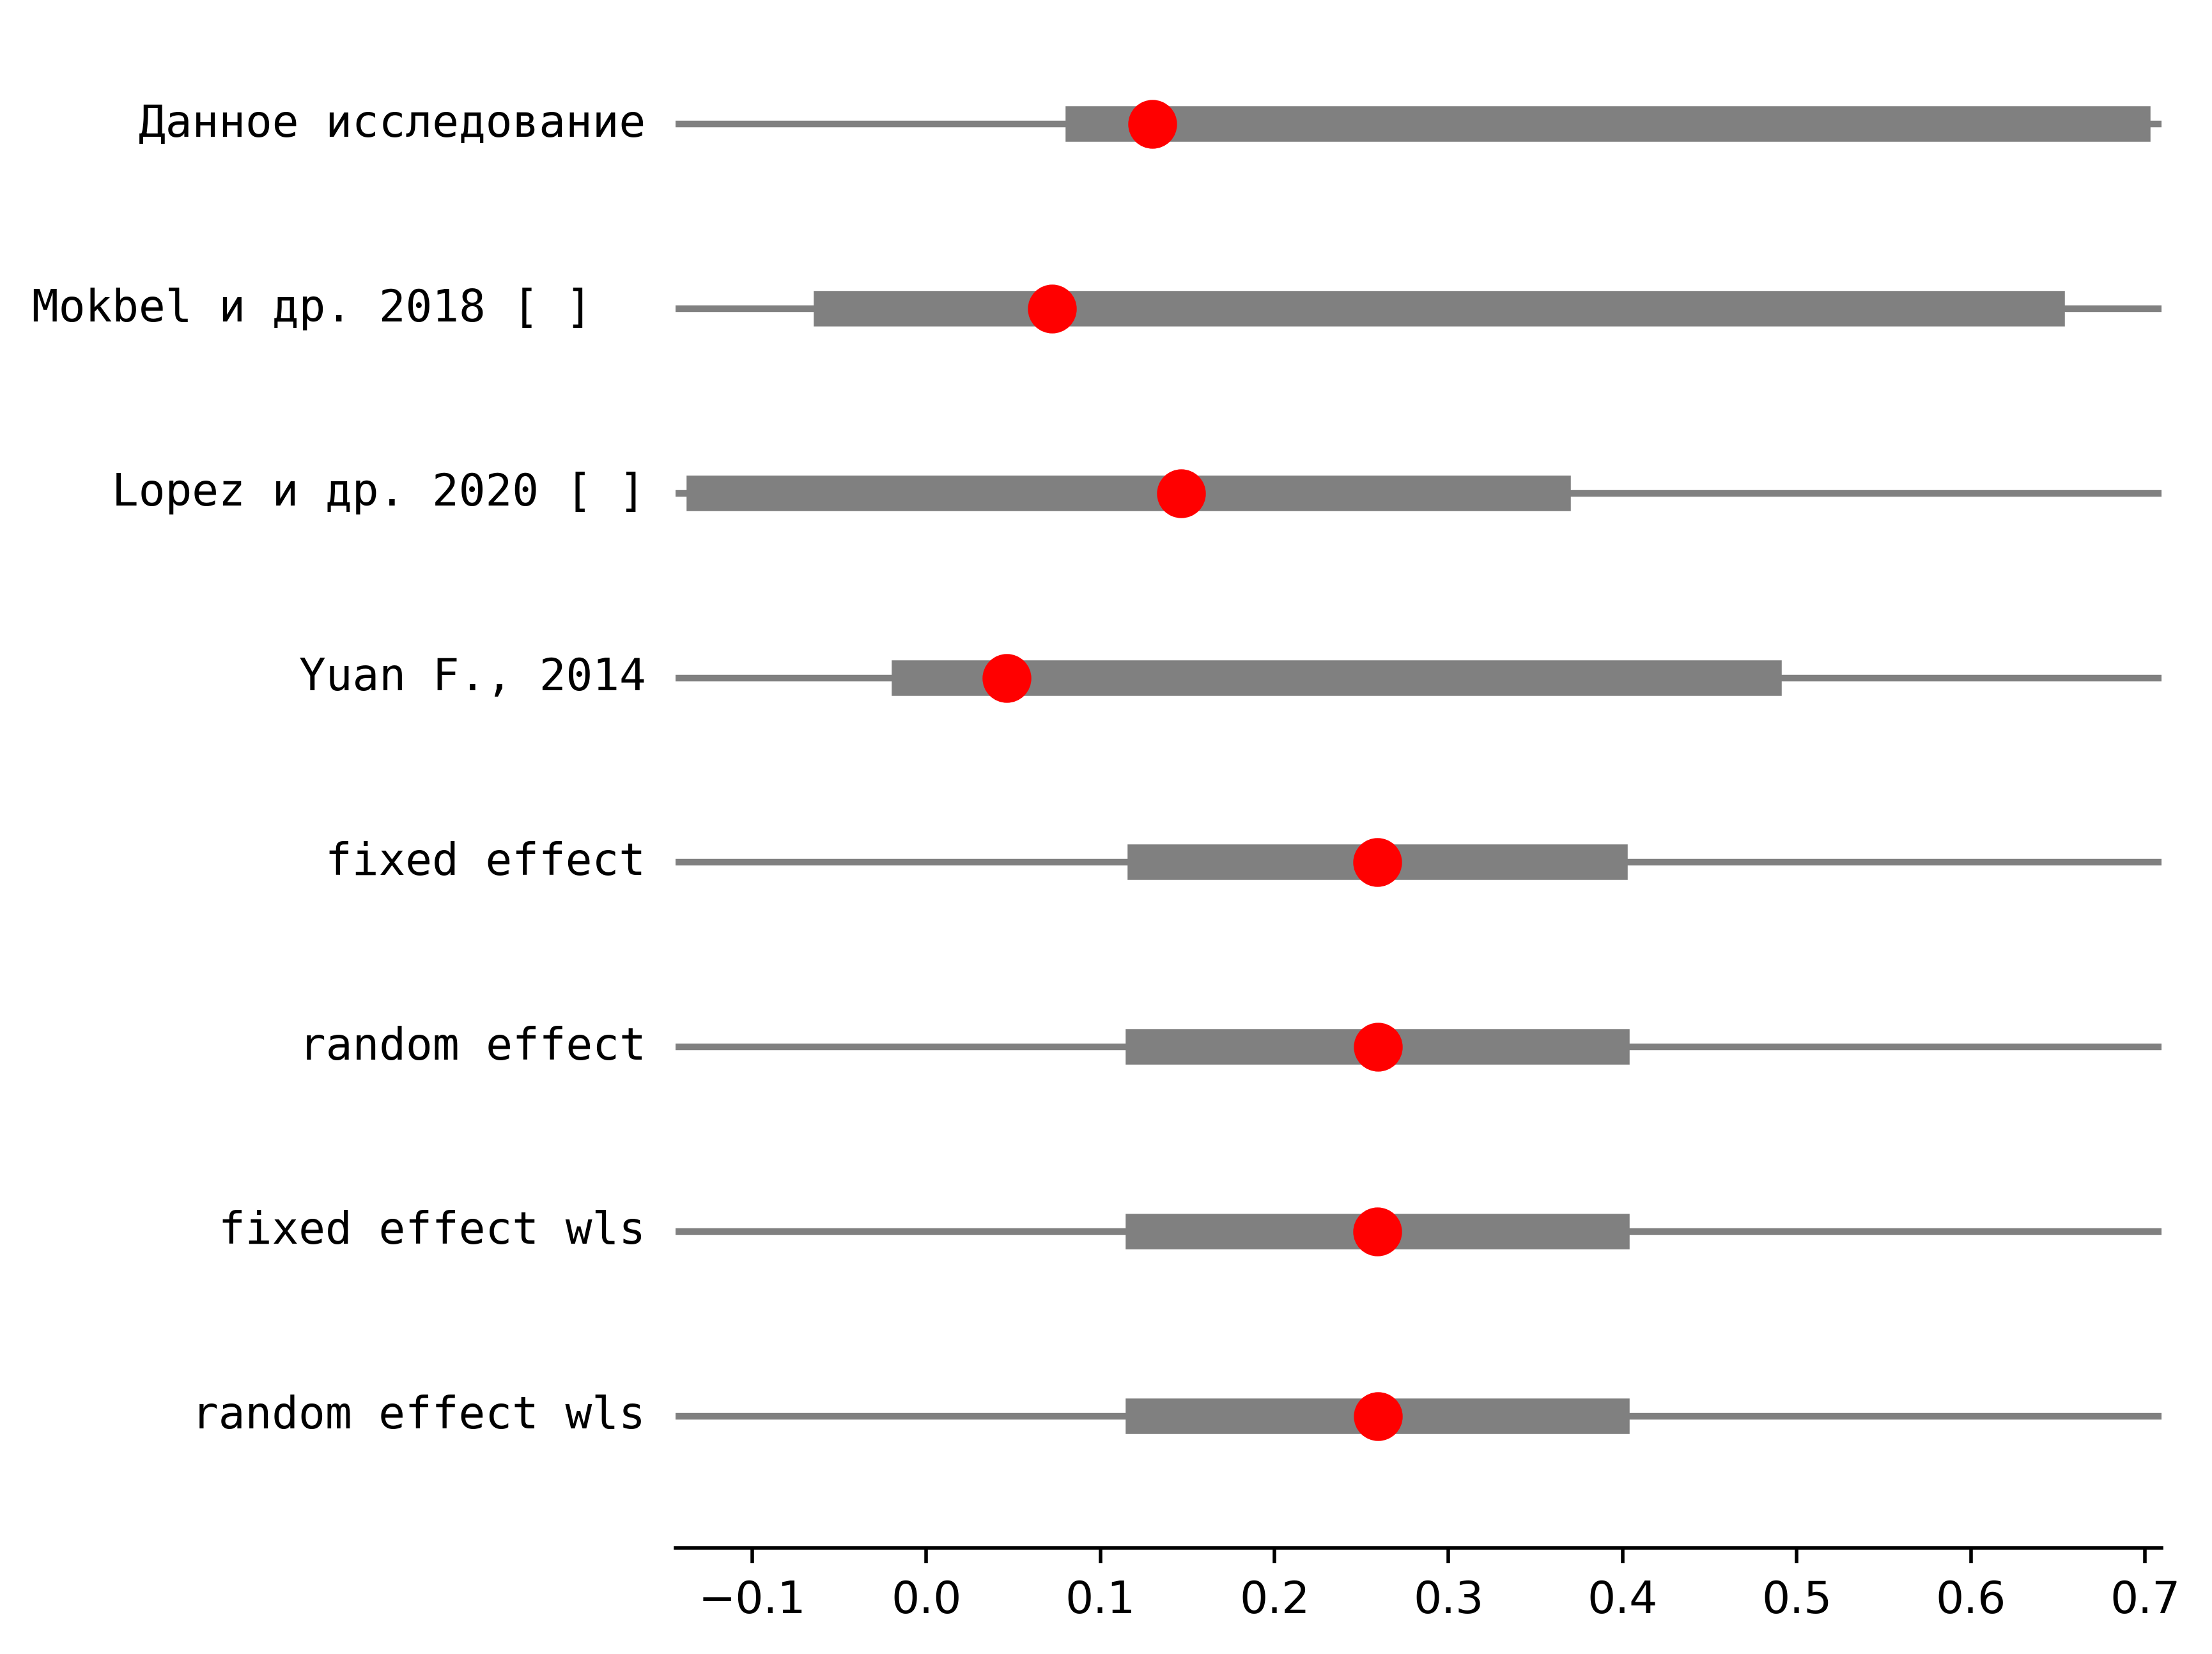 Данное исследование
Mokbel и др. 2018 [ ]
Lopez и др. 2020 [ ]
Yuan F., 2014
fixed effect
random effect
fixed effect wls
random effect wls
−0.1 0.0 0.1 0.2 0.3 0.4 0.5 0.6 0.7